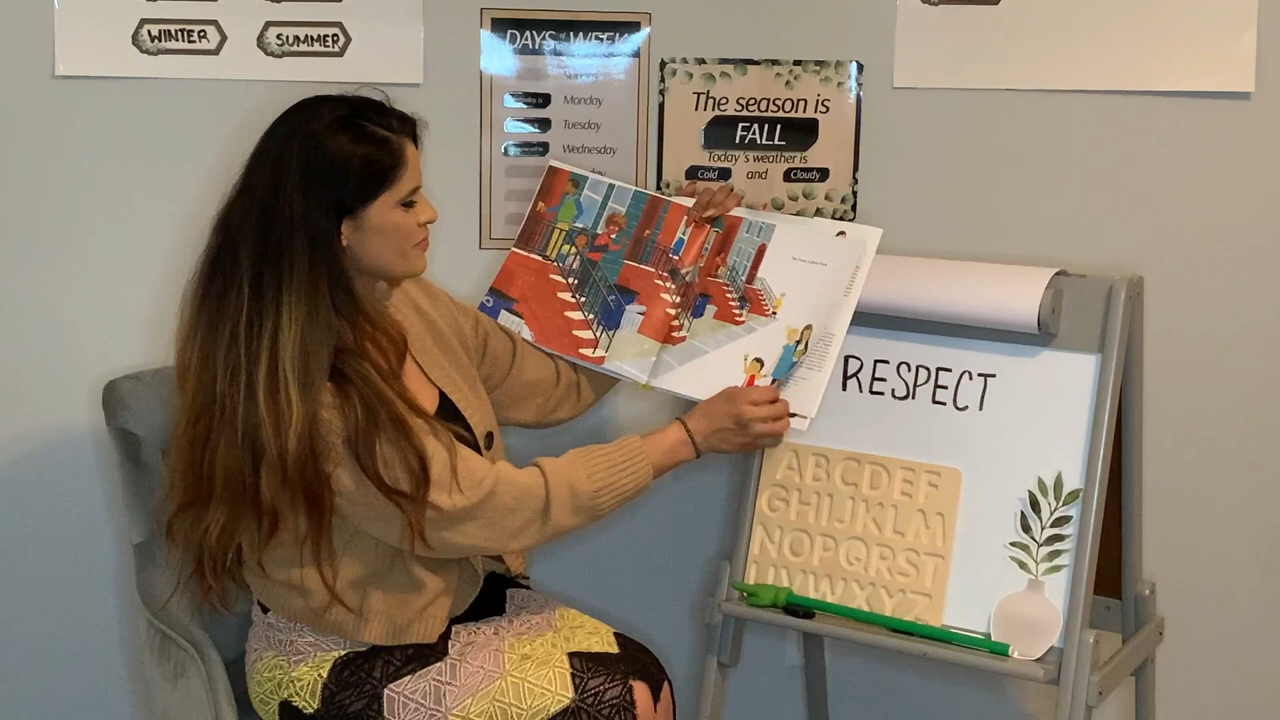 WINTER
SUMMER
DAYS of WEEK
Sunday
Monday
Tuesday
Wednesday
The season is
FALL
Today's weather is
Cold and Cloudy
RESPECT
ABCDEF
GHIJKLM
NOPQRST
UVWXYZ